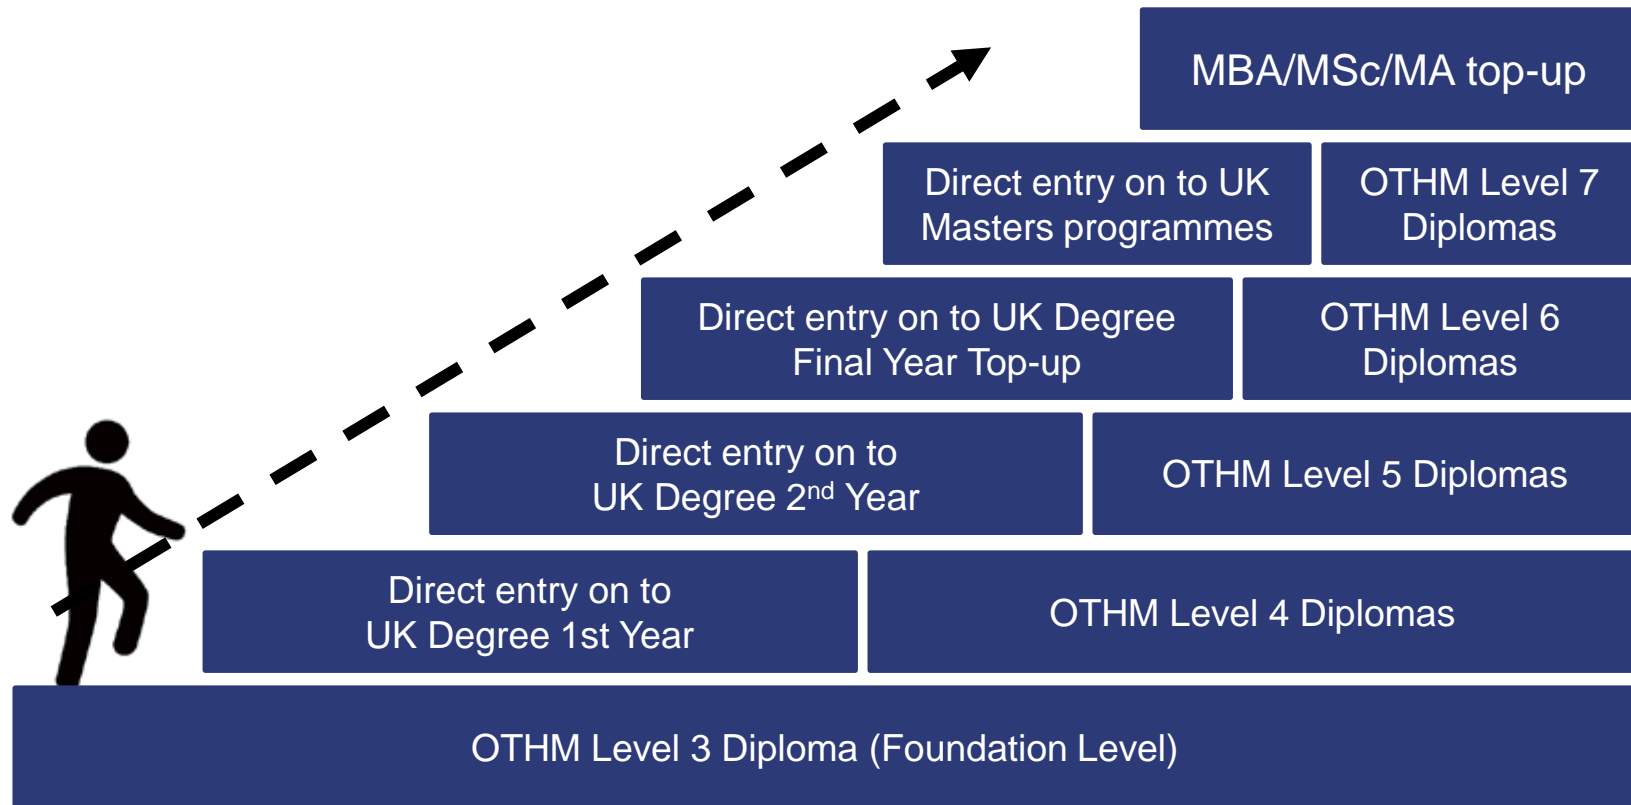 MBA/MSc/MA top-up
Direct entry on to UK
Masters programmes
OTHM Level 7
Diplomas
Direct entry on to UK Degree
Final Year Top-up
OTHM Level 6
Diplomas
Direct entry on to
UK Degree 2nd Year
OTHM Level 5 Diplomas
Direct entry on to
UK Degree 1st Year
OTHM Level 4 Diplomas
OTHM Level 3 Diploma (Foundation Level)